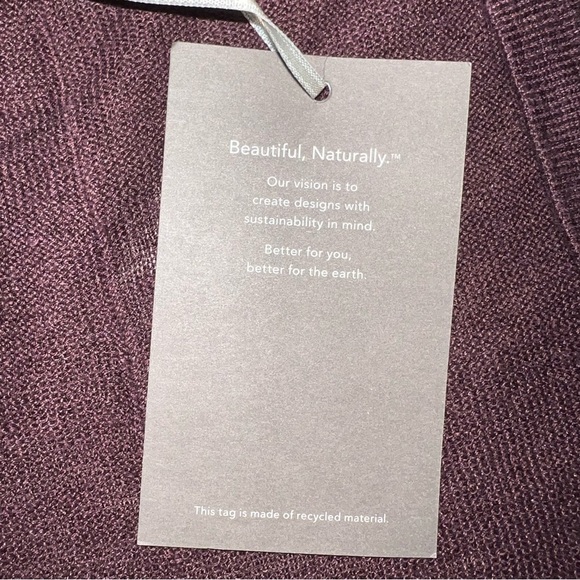 Beautiful, Naturally.™
Our vision is to
create designs with
sustainability in mind.
Better for you,
better for the earth.
This tag is made of recycled material.